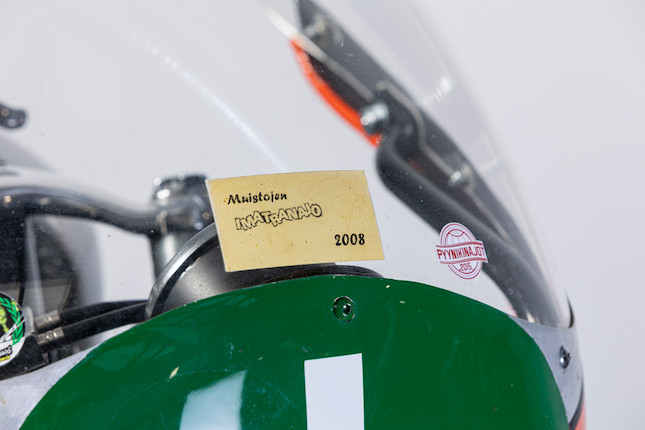 Muistojen
IMATRANAJO
2008
PYYNIKINAJOT
2015